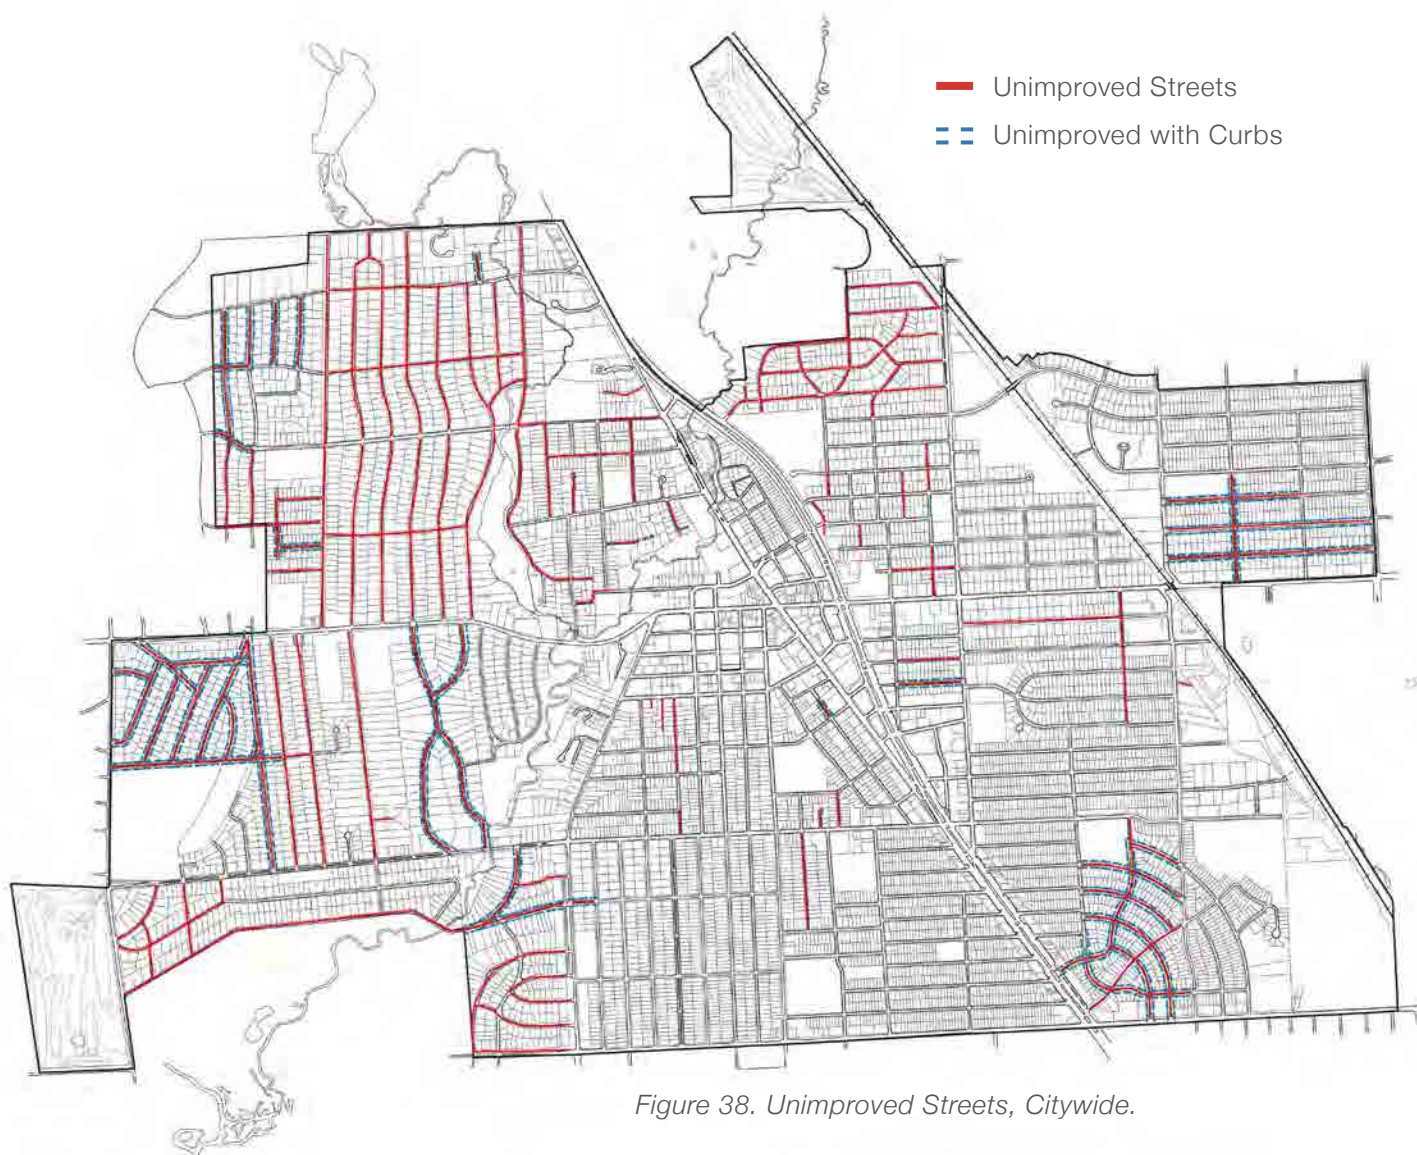 Unimproved Streets
Unimproved with Curbs
Figure 38. Unimproved Streets, Citywide.